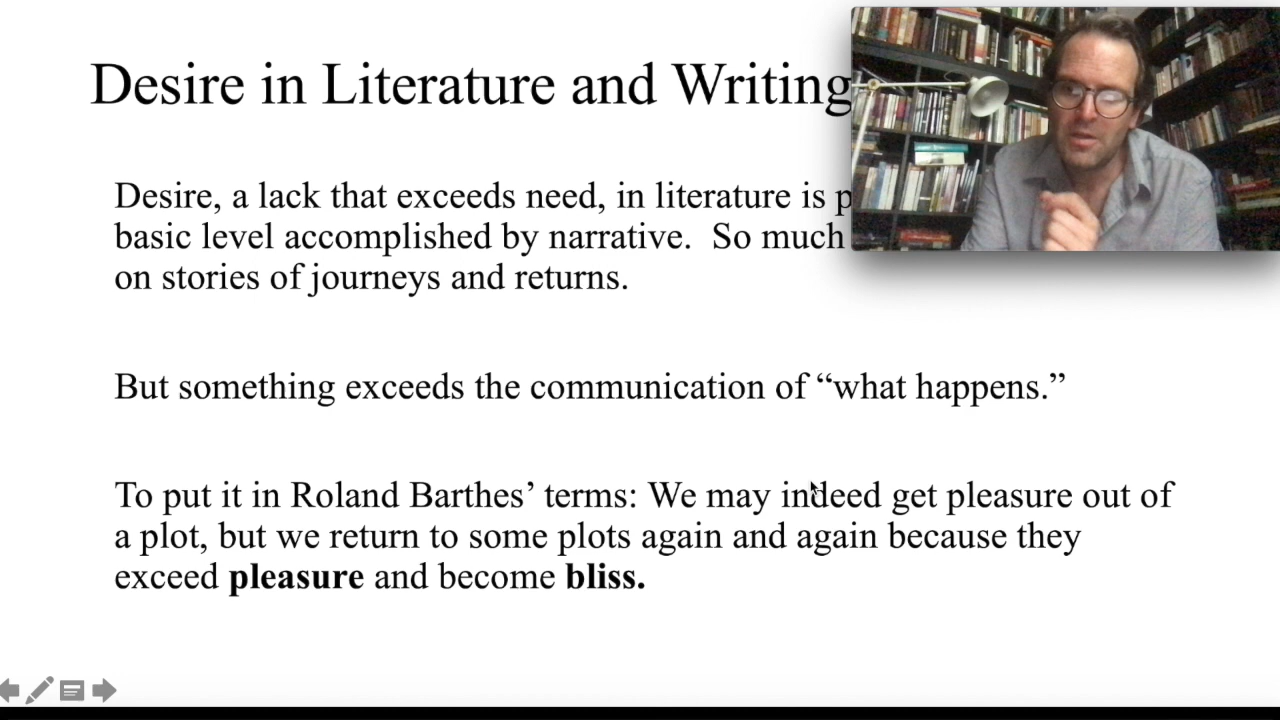 Desire in Literature and Writing
Desire, a lack that exceeds need, in literature is
basic level accomplished by narrative.  So much
on stories of journeys and returns.
But something exceeds the communication of “what happens.”
To put it in Roland Barthes’ terms: We may indeed get pleasure out of
a plot, but we return to some plots again and again because they
exceed pleasure and become bliss.